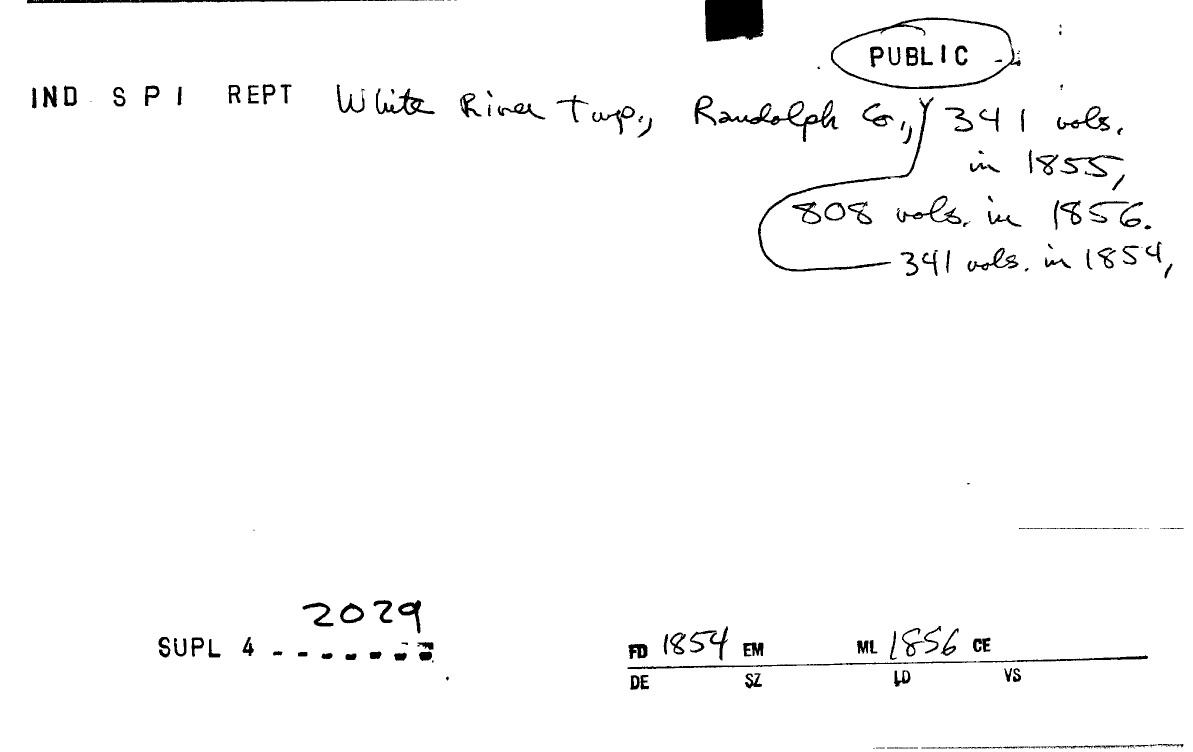 PUBLIC
IND S P I REPT White River Twp., Randolph Co., 341 vols.
in 1855,
808 vols. in 1856.
341 vols. in 1854,
2029
SUPL 4 - - - - - - -
FD 1854 EM ML 1856 CE
DE SZ LD VS